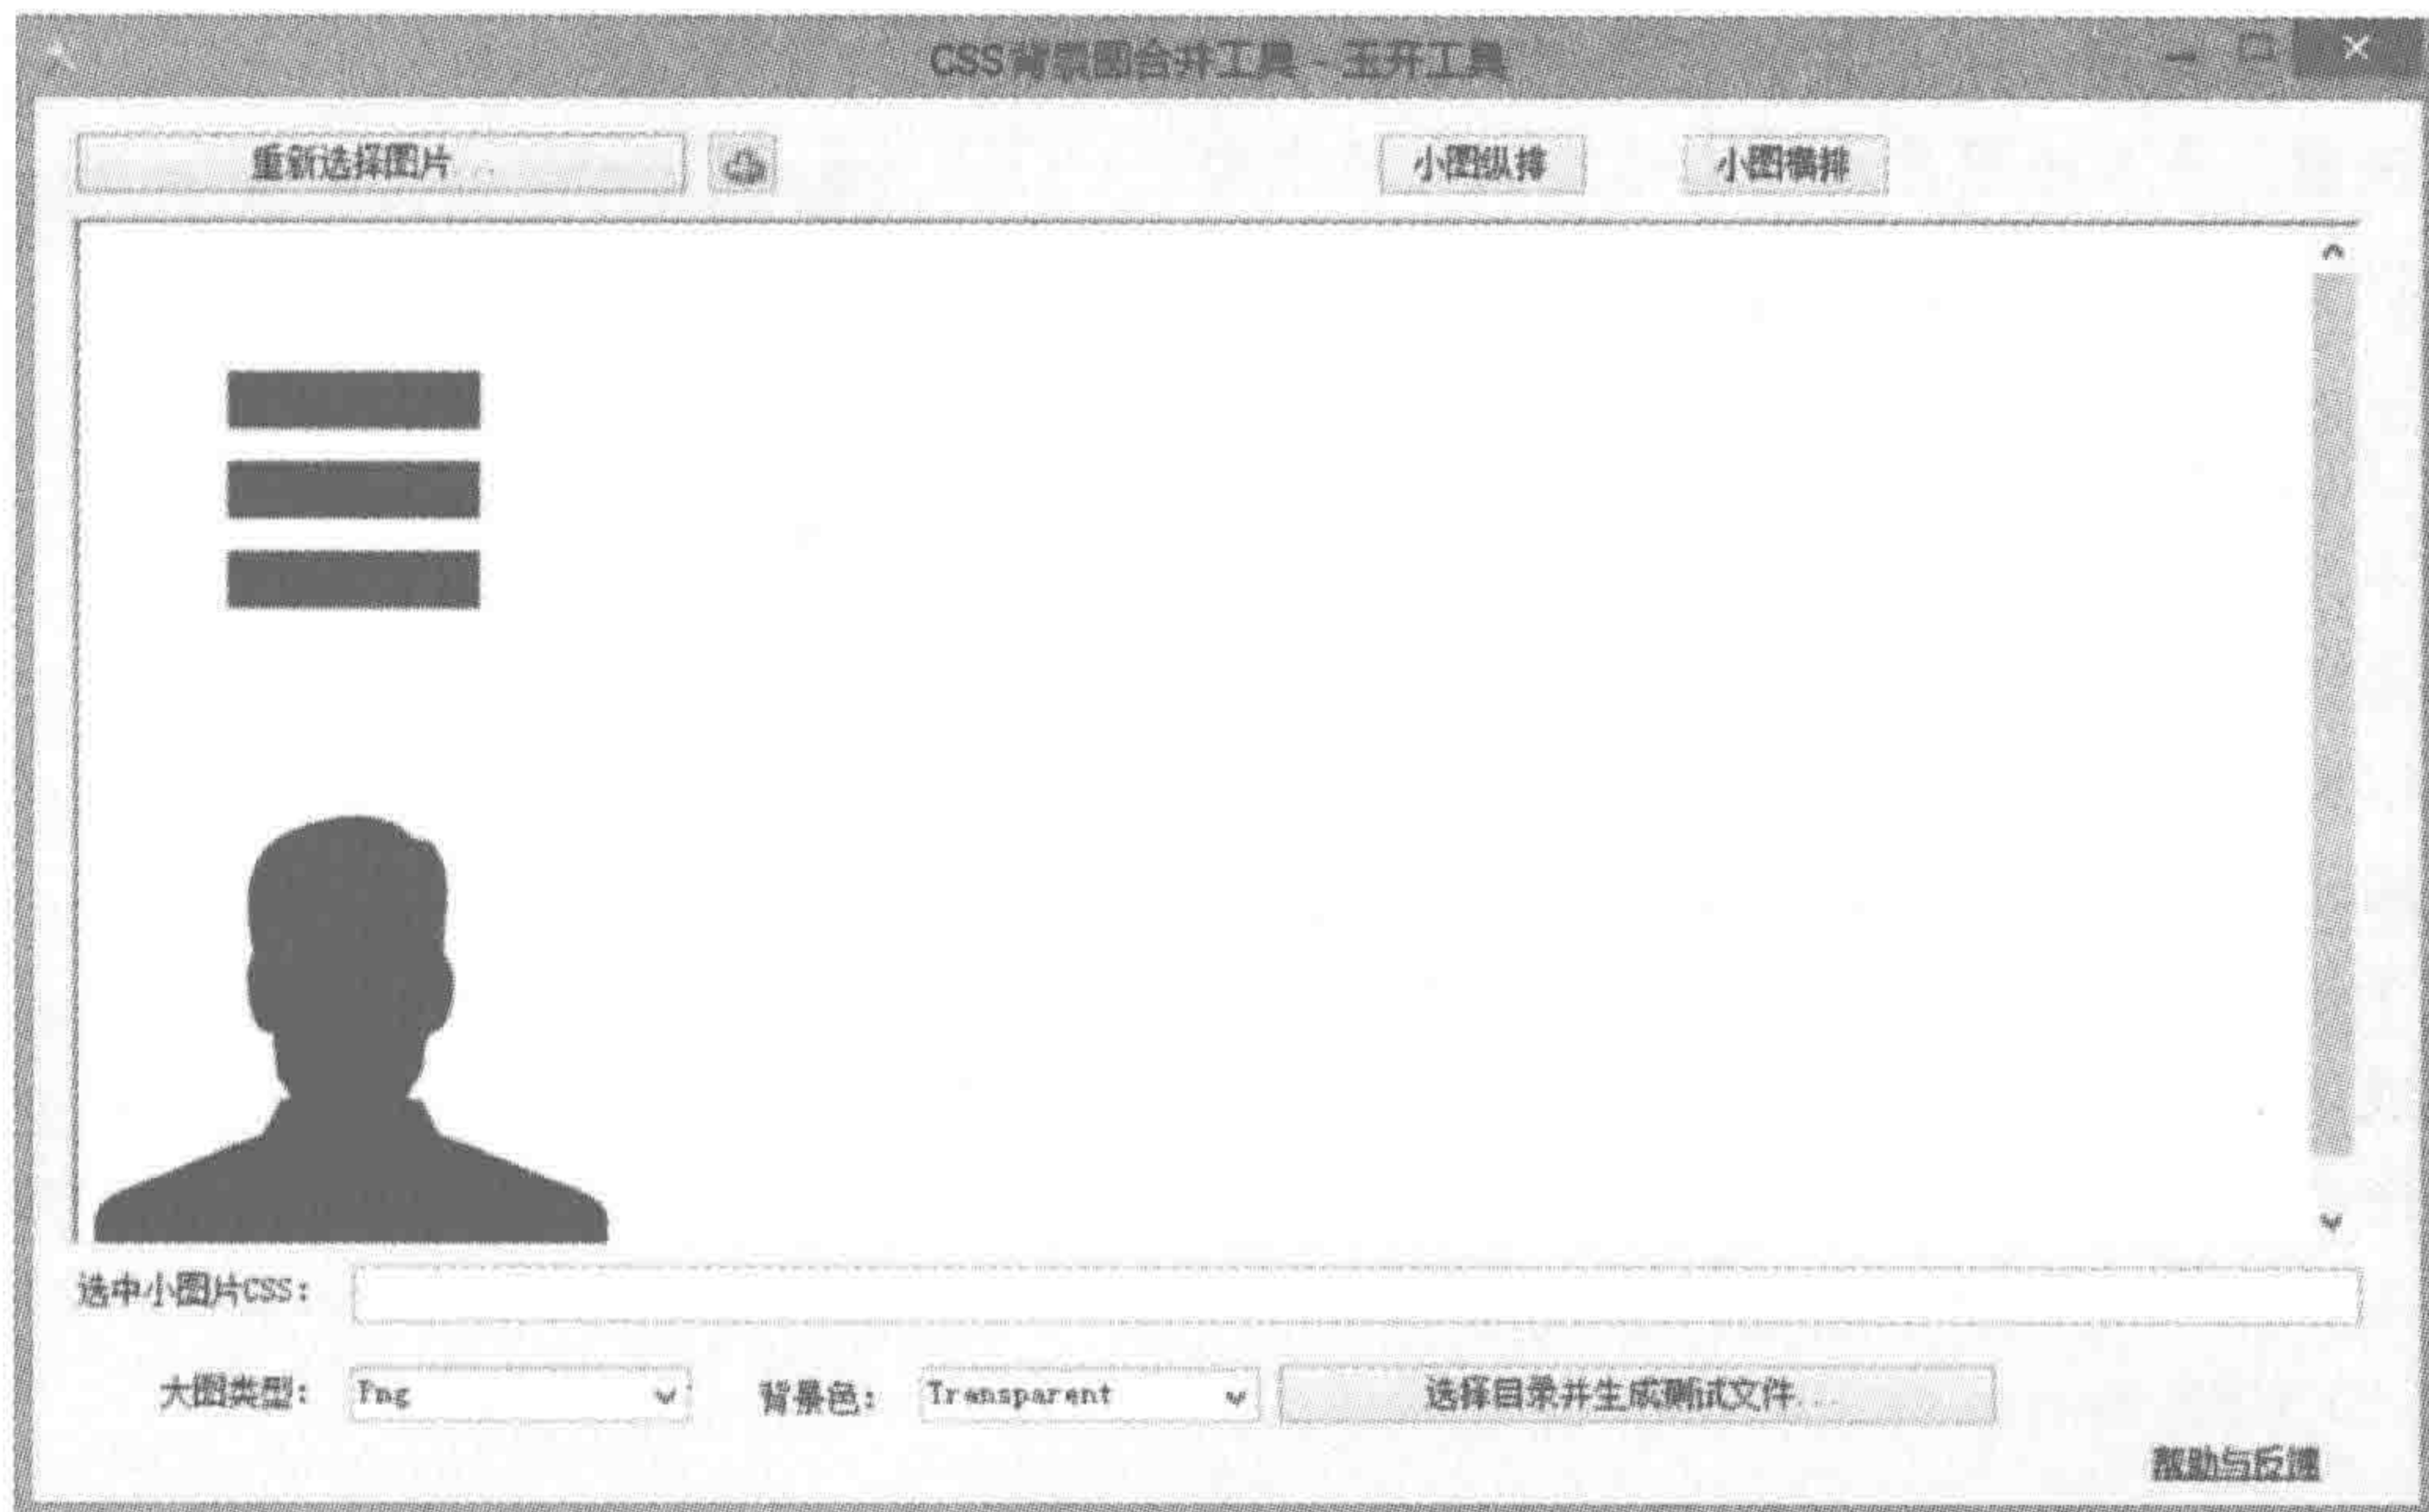 CSS背景图合并工具 - 玉开工具
重新选择图片...
小图纵排
小图横排
选中小图片CSS:
大图类型:
Png
背景色:
Transparent
选择目录并生成测试文件...
帮助与反馈